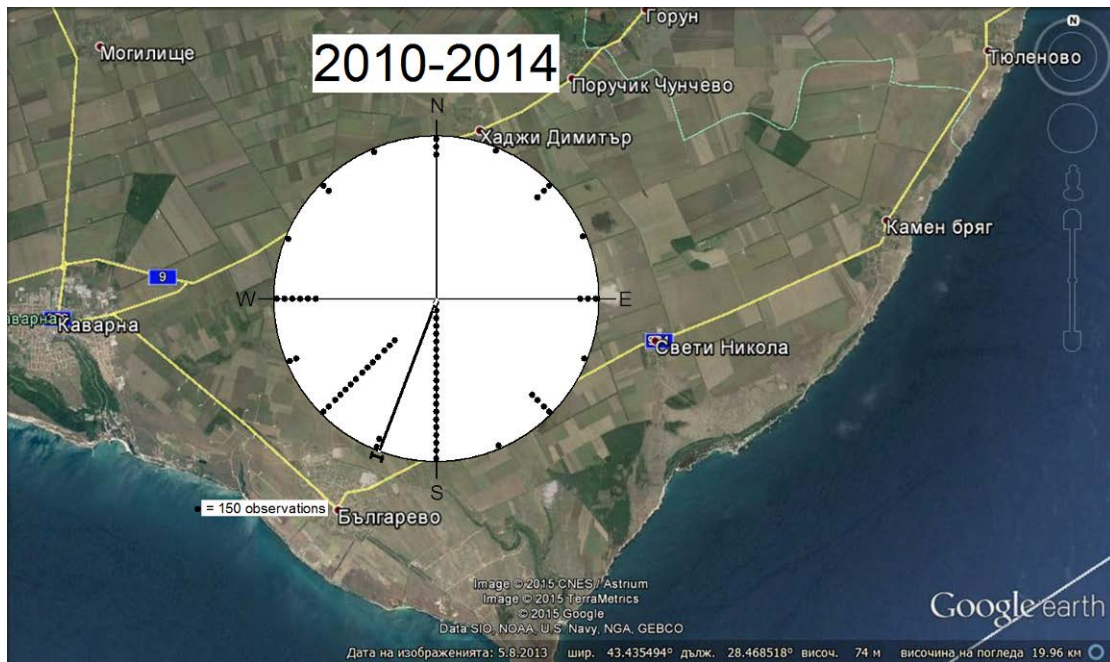 Горун
Могилище
2010-2014
Тюленово
N
Поручик Чунчево
N
Хаджи Димитър
Камен бряг
9
W
E
Каварна
Свети Никола
S
= 150 observations
Българево
Image © 2015 CNES / Astrium
Image © 2015 TerraMetrics
© 2015 Google
Data SIO, NOAA, U.S. Navy, NGA, GEBCO
Google earth
Дата на изображенията: 5.8.2013 шир. 43.435494° дълж. 28.468518° височ. 74 м височина на погледа 19.96 км